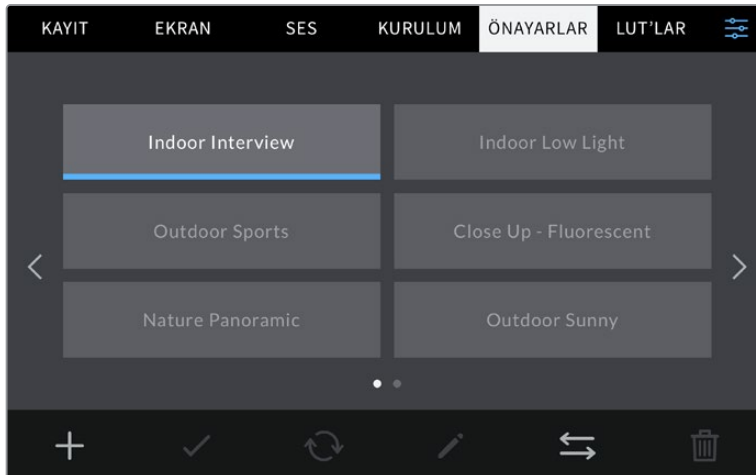 KAYIT EKRAN SES KURULUM ÖNAYARLAR LUT'LAR
Indoor Interview Indoor Low Light
Outdoor Sports Close Up - Fluorescent
Nature Panoramic Outdoor Sunny